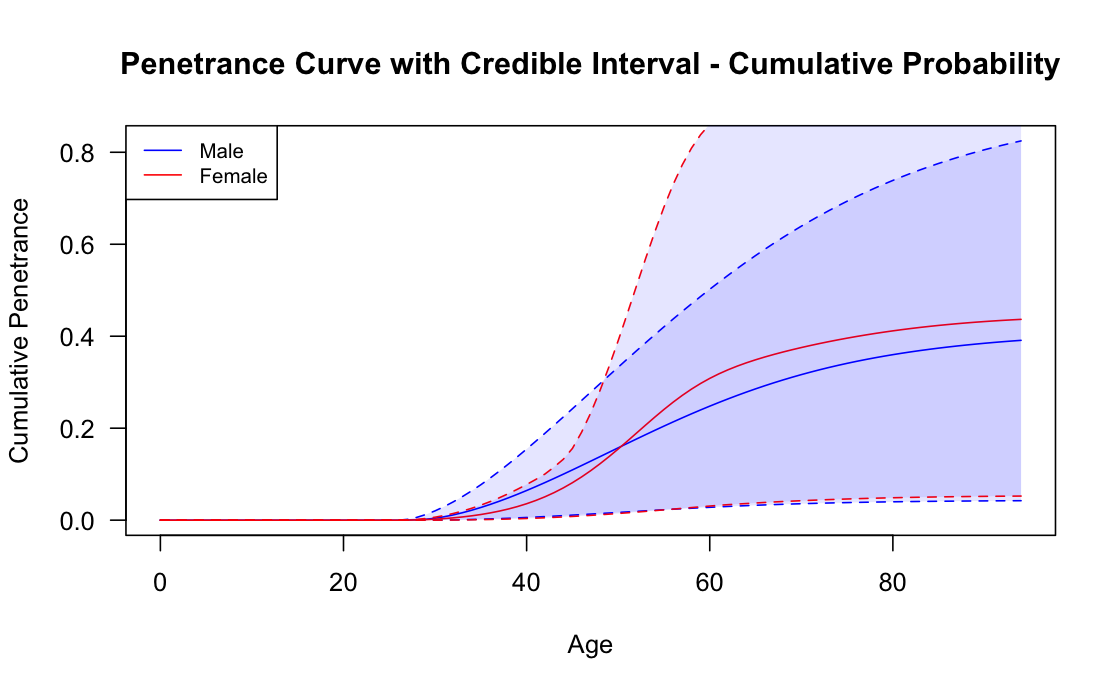 Penetrance Curve with Credible Interval - Cumulative Probability
Male
Female
Cumulative Penetrance
0.8
0.6
0.4
0.2
0.0
0 20 40 60 80
Age